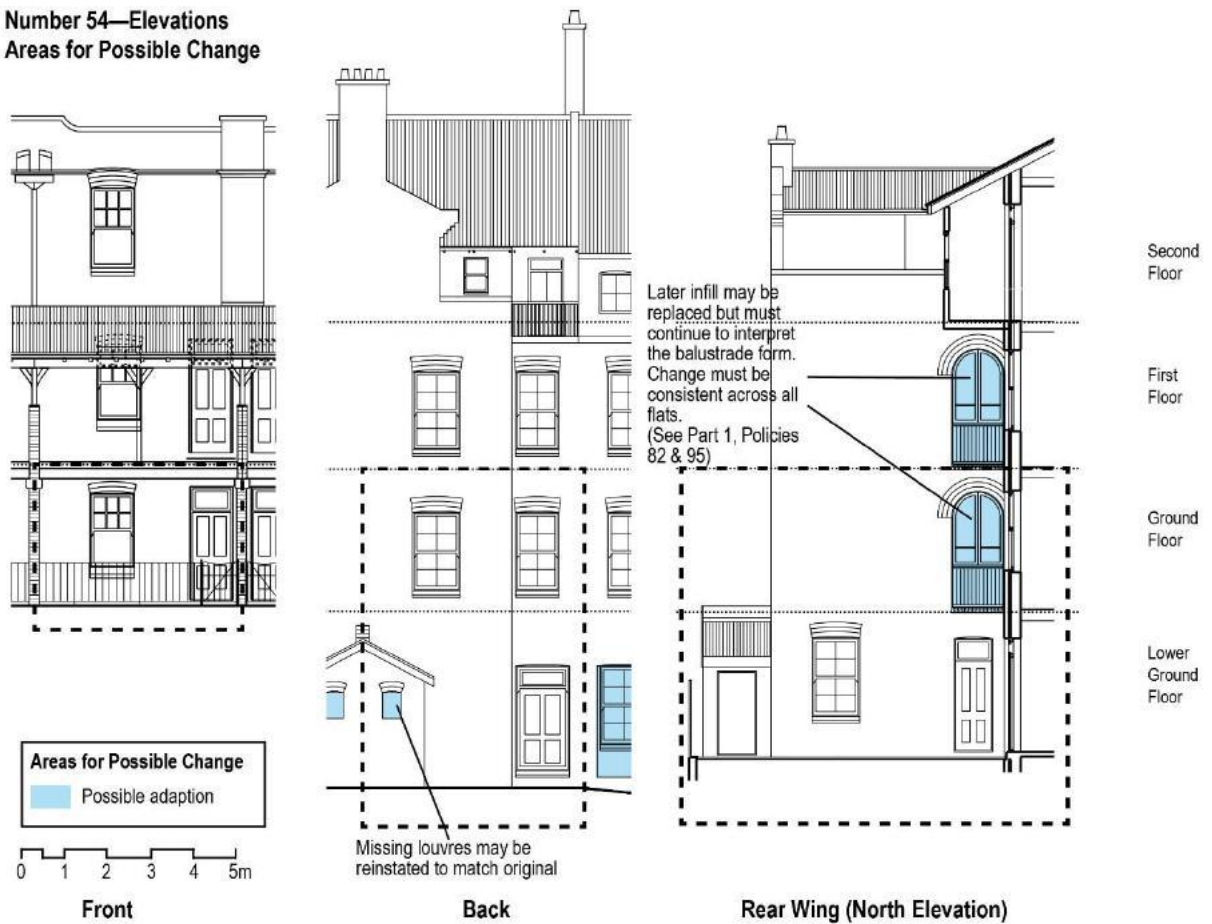 Number 54—Elevations
Areas for Possible Change
Later infill may be
replaced but must
continue to interpret
the balustrade form.
Change must be
consistent across all
flats.
(See Part 1, Policies
82 & 95)
Second
Floor
First
Floor
Ground
Floor
Lower
Ground
Floor
Areas for Possible Change
Possible adaption
0 1 2 3 4 5m
Missing louvres may be
reinstated to match original
Front
Back
Rear Wing (North Elevation)